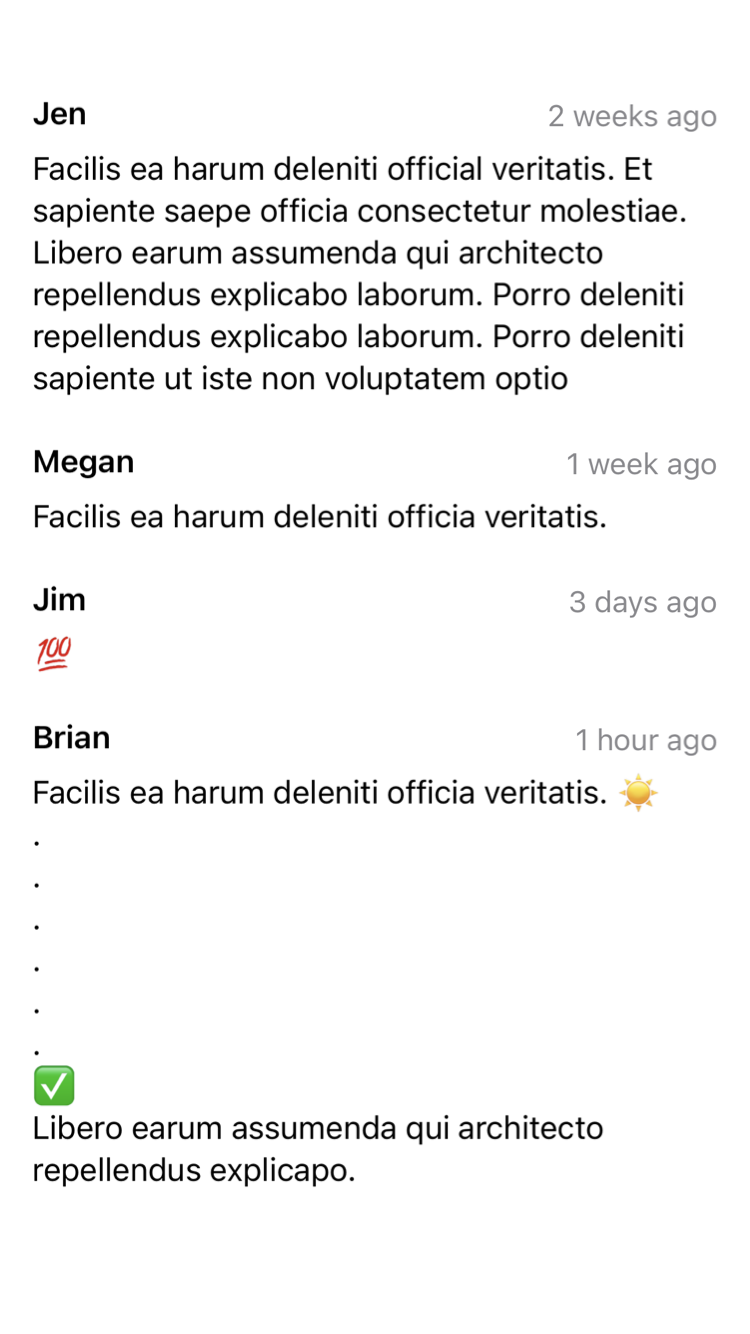 Jen 2 weeks ago
Facilis ea harum deleniti official veritatis. Et
sapiente saepe officia consectetur molestiae.
Libero earum assumenda qui architecto
repellendus explicabo laborum. Porro deleniti
repellendus explicabo laborum. Porro deleniti
sapiente ut iste non voluptatem optio
Megan 1 week ago
Facilis ea harum deleniti officia veritatis.
Jim 3 days ago
💯
Brian 1 hour ago
Facilis ea harum deleniti officia veritatis. ☀️
.
.
.
.
.
.
✅
Libero earum assumenda qui architecto
repellendus explicapo.